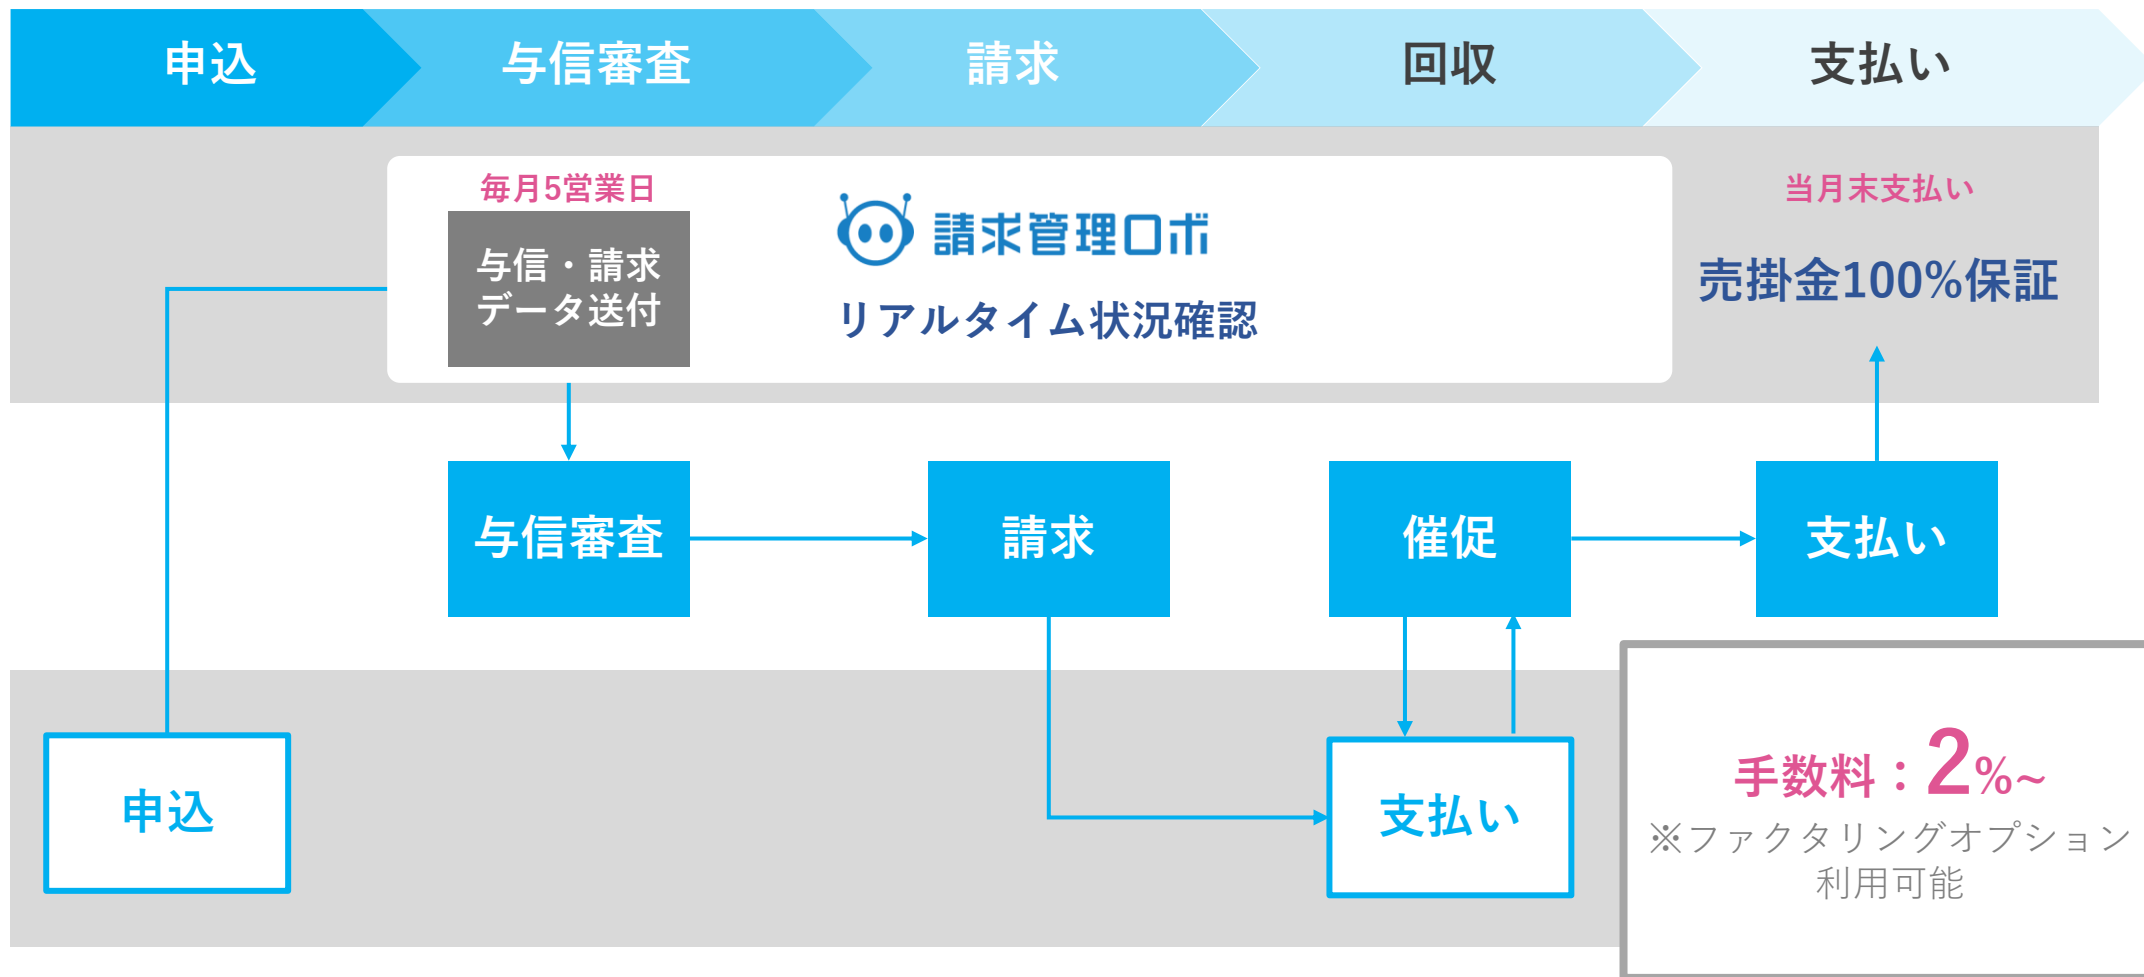 申込
与信審査
請求
回収
支払い
毎月5営業日
与信・請求
データ送付
請求管理ロボ
リアルタイム状況確認
当月末支払い
売掛金100%保証
与信審査
請求
催促
支払い
申込
支払い
手数料：2%~
※ファクタリングオプション
利用可能